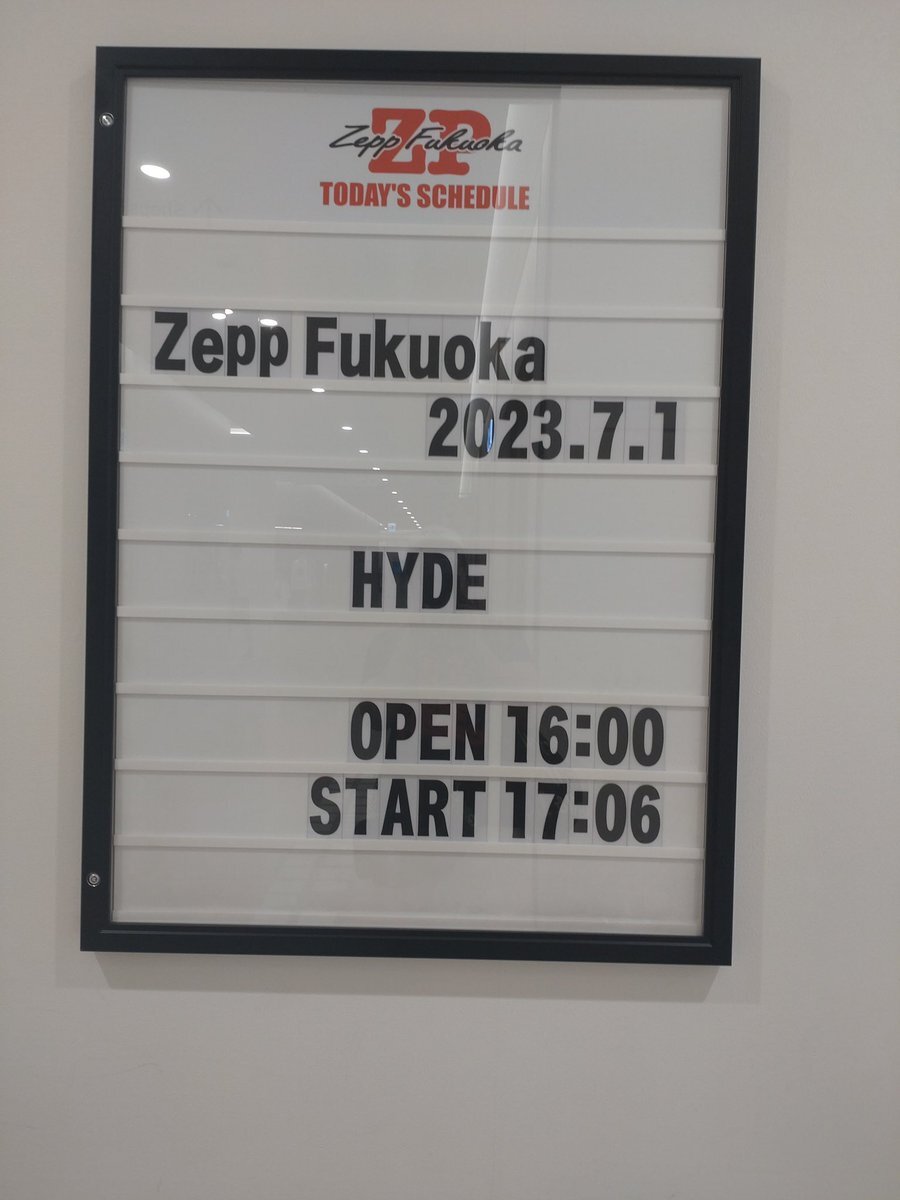 ZP
Zepp Fukuoka
TODAY'S SCHEDULE
Zepp Fukuoka
2023.7.1
HYDE
OPEN 16:00
START 17:06